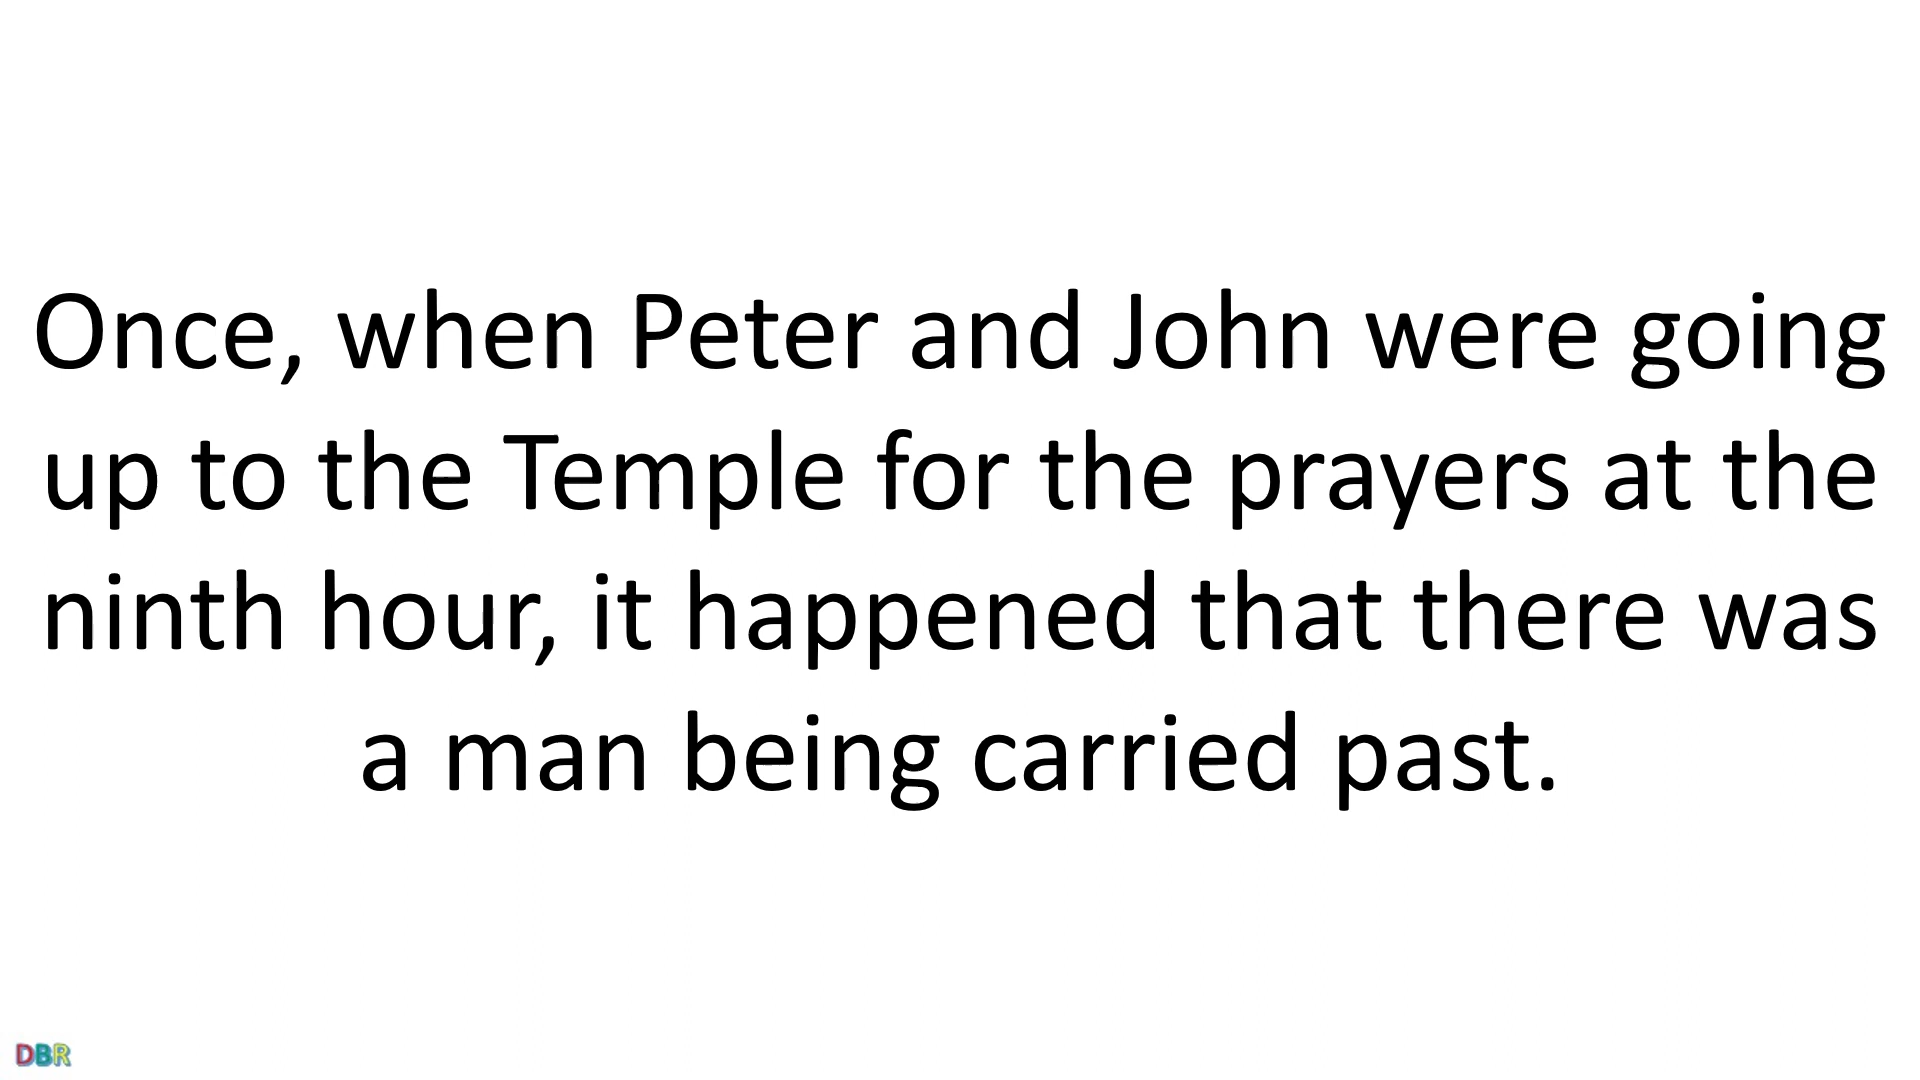 Once, when Peter and John were going
up to the Temple for the prayers at the
ninth hour, it happened that there was
a man being carried past.
DBR